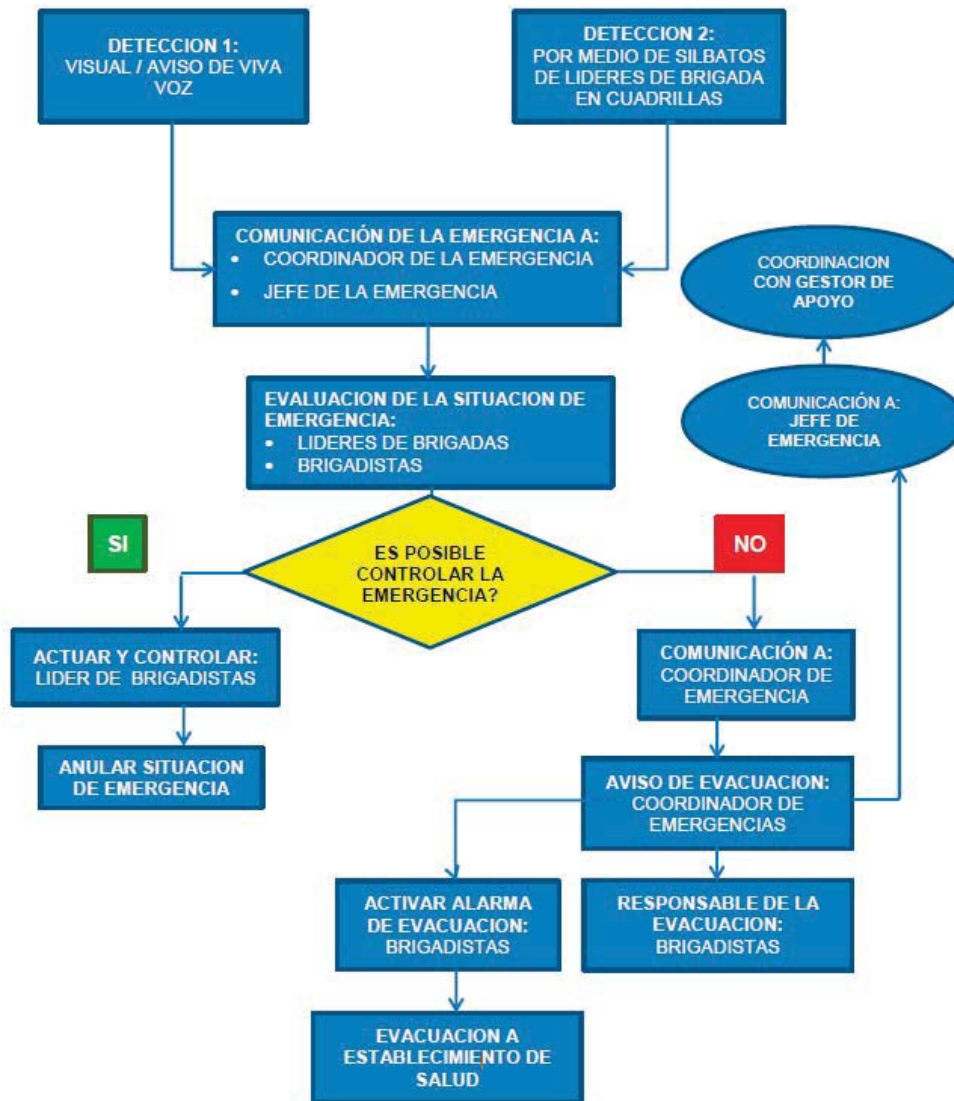 DETECCION 1:
VISUAL / AVISO DE VIVA
VOZ
DETECCION 2:
POR MEDIO DE SILBATOS
DE LIDERES DE BRIGADA
EN CUADRILLAS
COMUNICACIÓN DE LA EMERGENCIA A:
• COORDINADOR DE LA EMERGENCIA
• JEFE DE LA EMERGENCIA
COORDINACION
CON GESTOR DE
APOYO
COMUNICACIÓN A:
JEFE DE
EMERGENCIA
EVALUACION DE LA SITUACION DE
EMERGENCIA:
• LIDERES DE BRIGADAS
• BRIGADISTAS
SI
ES POSIBLE
CONTROLAR LA
EMERGENCIA?
NO
ACTUAR Y CONTROLAR:
LIDER DE BRIGADISTAS
COMUNICACIÓN A:
COORDINADOR DE
EMERGENCIA
ANULAR SITUACION
DE EMERGENCIA
AVISO DE EVACUACION:
COORDINADOR DE
EMERGENCIAS
ACTIVAR ALARMA
DE EVACUACION:
BRIGADISTAS
RESPONSABLE DE LA
EVACUACION:
BRIGADISTAS
EVACUACION A
ESTABLECIMIENTO DE
SALUD